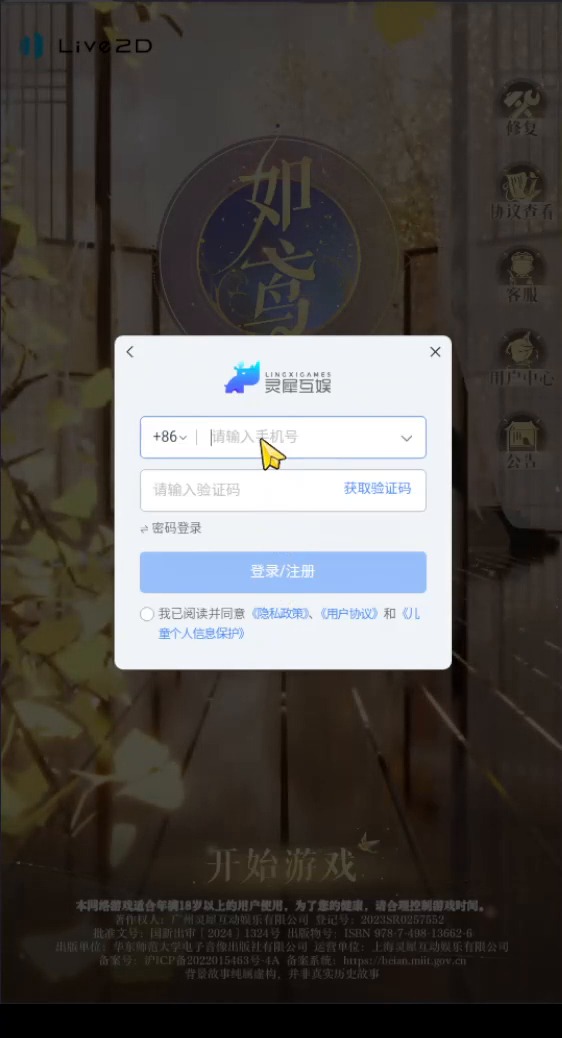 Live2D
修复
协议查看
客服
用户中心
公告
如鸢
LINGXIGAMES
灵犀互娱
+86
请输入手机号
请输入验证码
获取验证码
⇌ 密码登录
登录/注册
我已阅读并同意《隐私政策》、《用户协议》和《儿
童个人信息保护》
开始游戏
本网络游戏适合年满18岁以上的用户使用，为了您的健康，请合理控制游戏时间。
著作权人：广州灵犀互动娱乐有限公司 登记号：2023SR0257552
批准文号：国新出审［2024］1324号 出版物号：ISBN 978-7-498-13662-6
出版单位：华东师范大学电子音像出版社有限公司 运营单位：上海灵犀互动娱乐有限公司
备案号：沪ICP备2022015463号-4A 备案系统：https://beian.miit.gov.cn
背景故事纯属虚构，并非真实历史故事